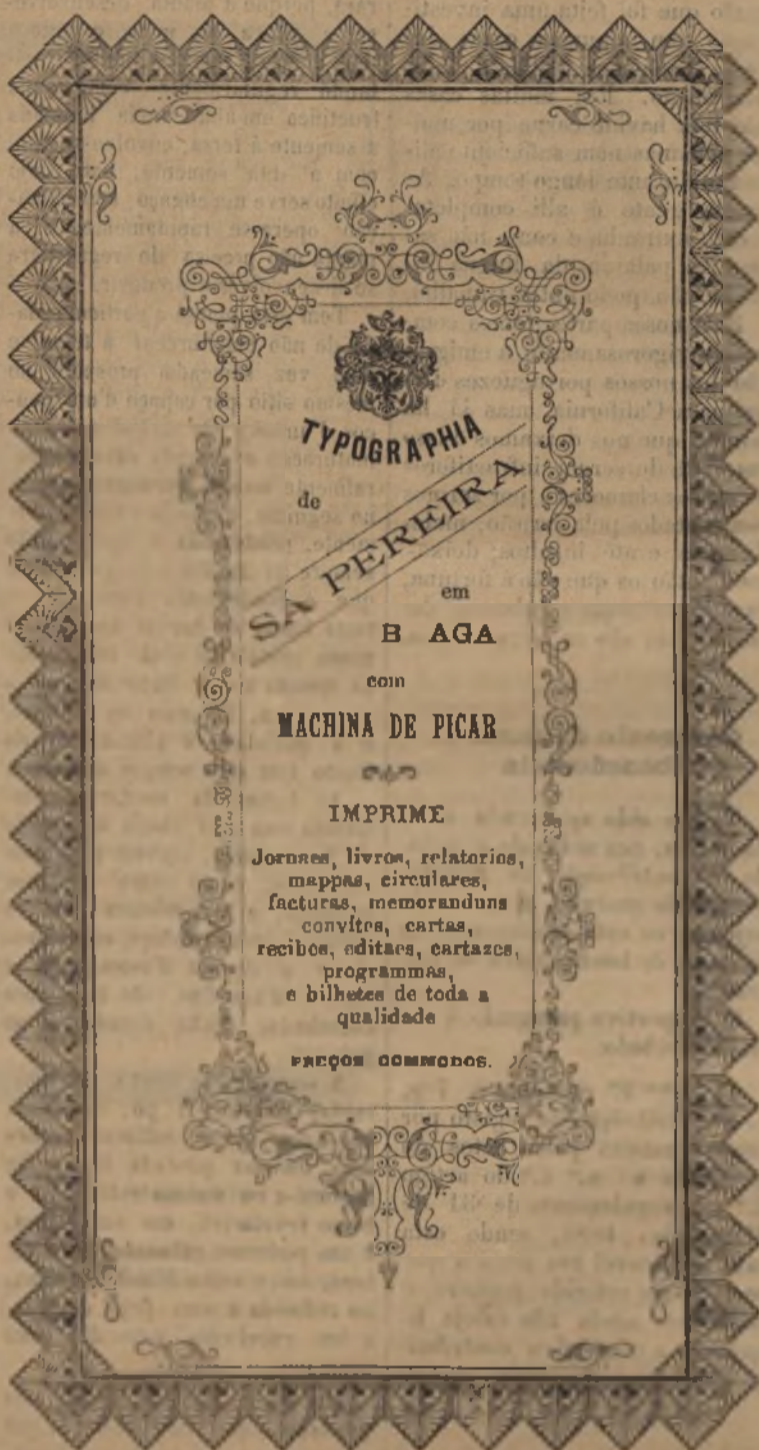 TYPOGRAPHIA
de
SA PEREIRA
em
B AGA
com
MACHINA DE PICAR
IMPRIME
Jornaes, livros, relatorios,
mappas, circulares,
facturas, memoranduns
convites, cartas,
recibos, editaes, cartazes,
programmas,
e bilhetes de toda a
qualidade
PREÇOS COMMODOS.